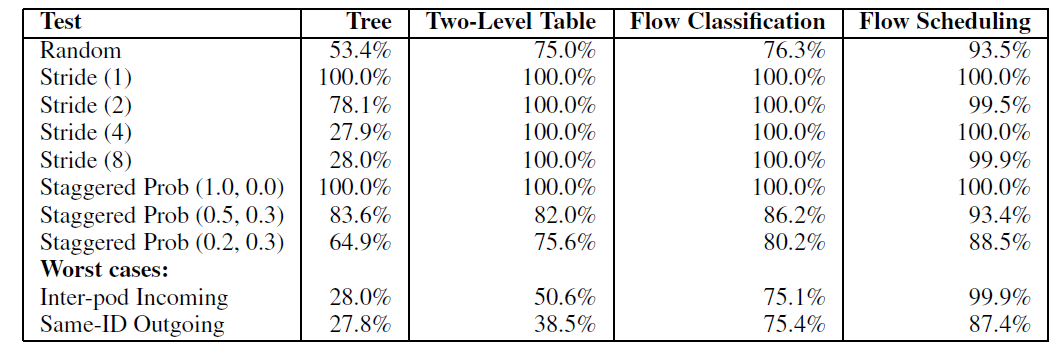 Test Tree Two-Level Table Flow Classification Flow Scheduling
Random 53.4% 75.0% 76.3% 93.5%
Stride (1) 100.0% 100.0% 100.0% 100.0%
Stride (2) 78.1% 100.0% 100.0% 99.5%
Stride (4) 27.9% 100.0% 100.0% 100.0%
Stride (8) 28.0% 100.0% 100.0% 99.9%
Staggered Prob (1.0, 0.0) 100.0% 100.0% 100.0% 100.0%
Staggered Prob (0.5, 0.3) 83.6% 82.0% 86.2% 93.4%
Staggered Prob (0.2, 0.3) 64.9% 75.6% 80.2% 88.5%
Worst cases:
Inter-pod Incoming 28.0% 50.6% 75.1% 99.9%
Same-ID Outgoing 27.8% 38.5% 75.4% 87.4%